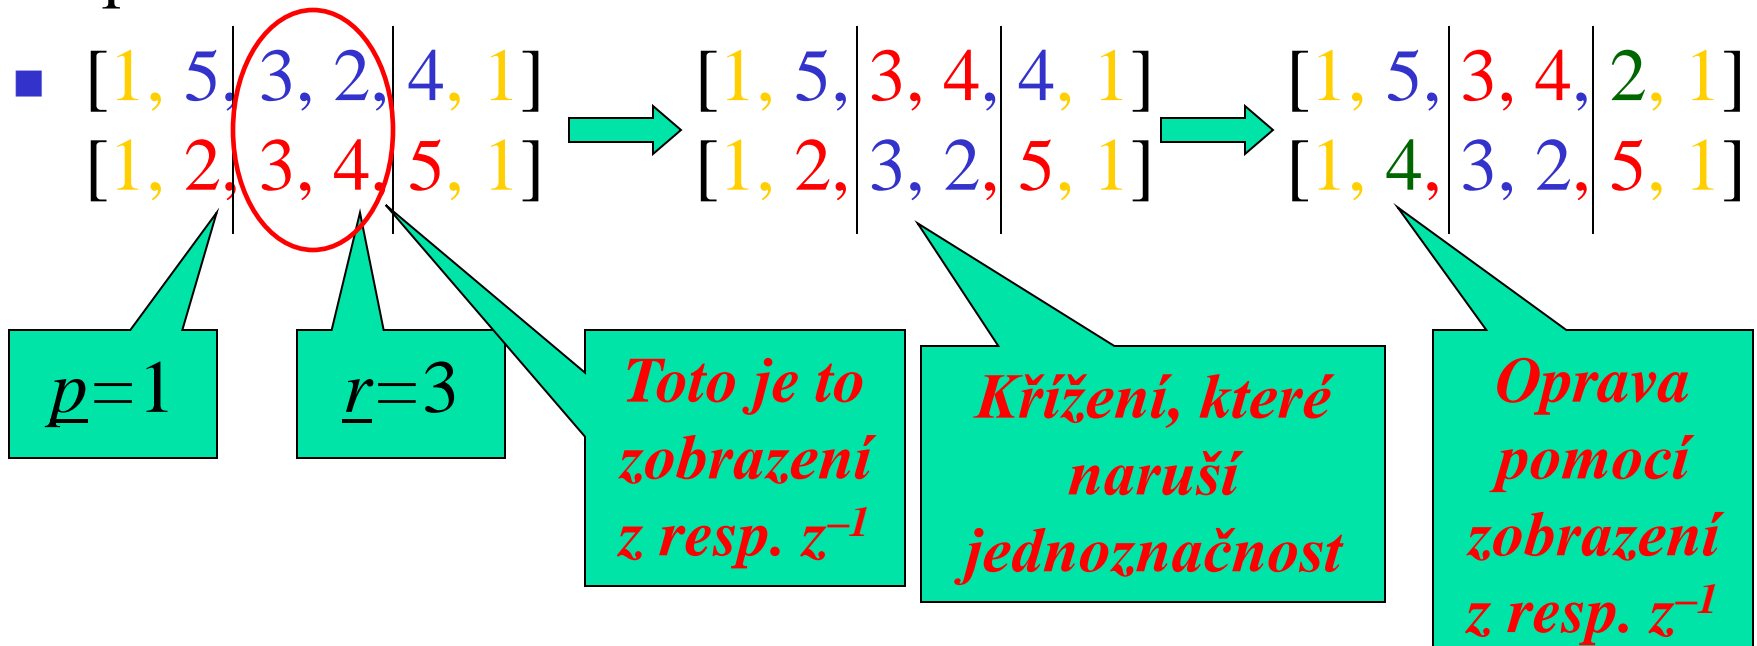 [1, 5, 3, 2, 4, 1] [1, 5, 3, 4, 4, 1] [1, 5, 3, 4, 2, 1]
[1, 2, 3, 4, 5, 1] [1, 2, 3, 2, 5, 1] [1, 4, 3, 2, 5, 1]
p=1
r=3
Toto je to
zobrazení
z resp. z⁻¹
Křížení, které
naruší
jednoznačnost
Oprava
pomocí
zobrazení
z resp. z⁻¹